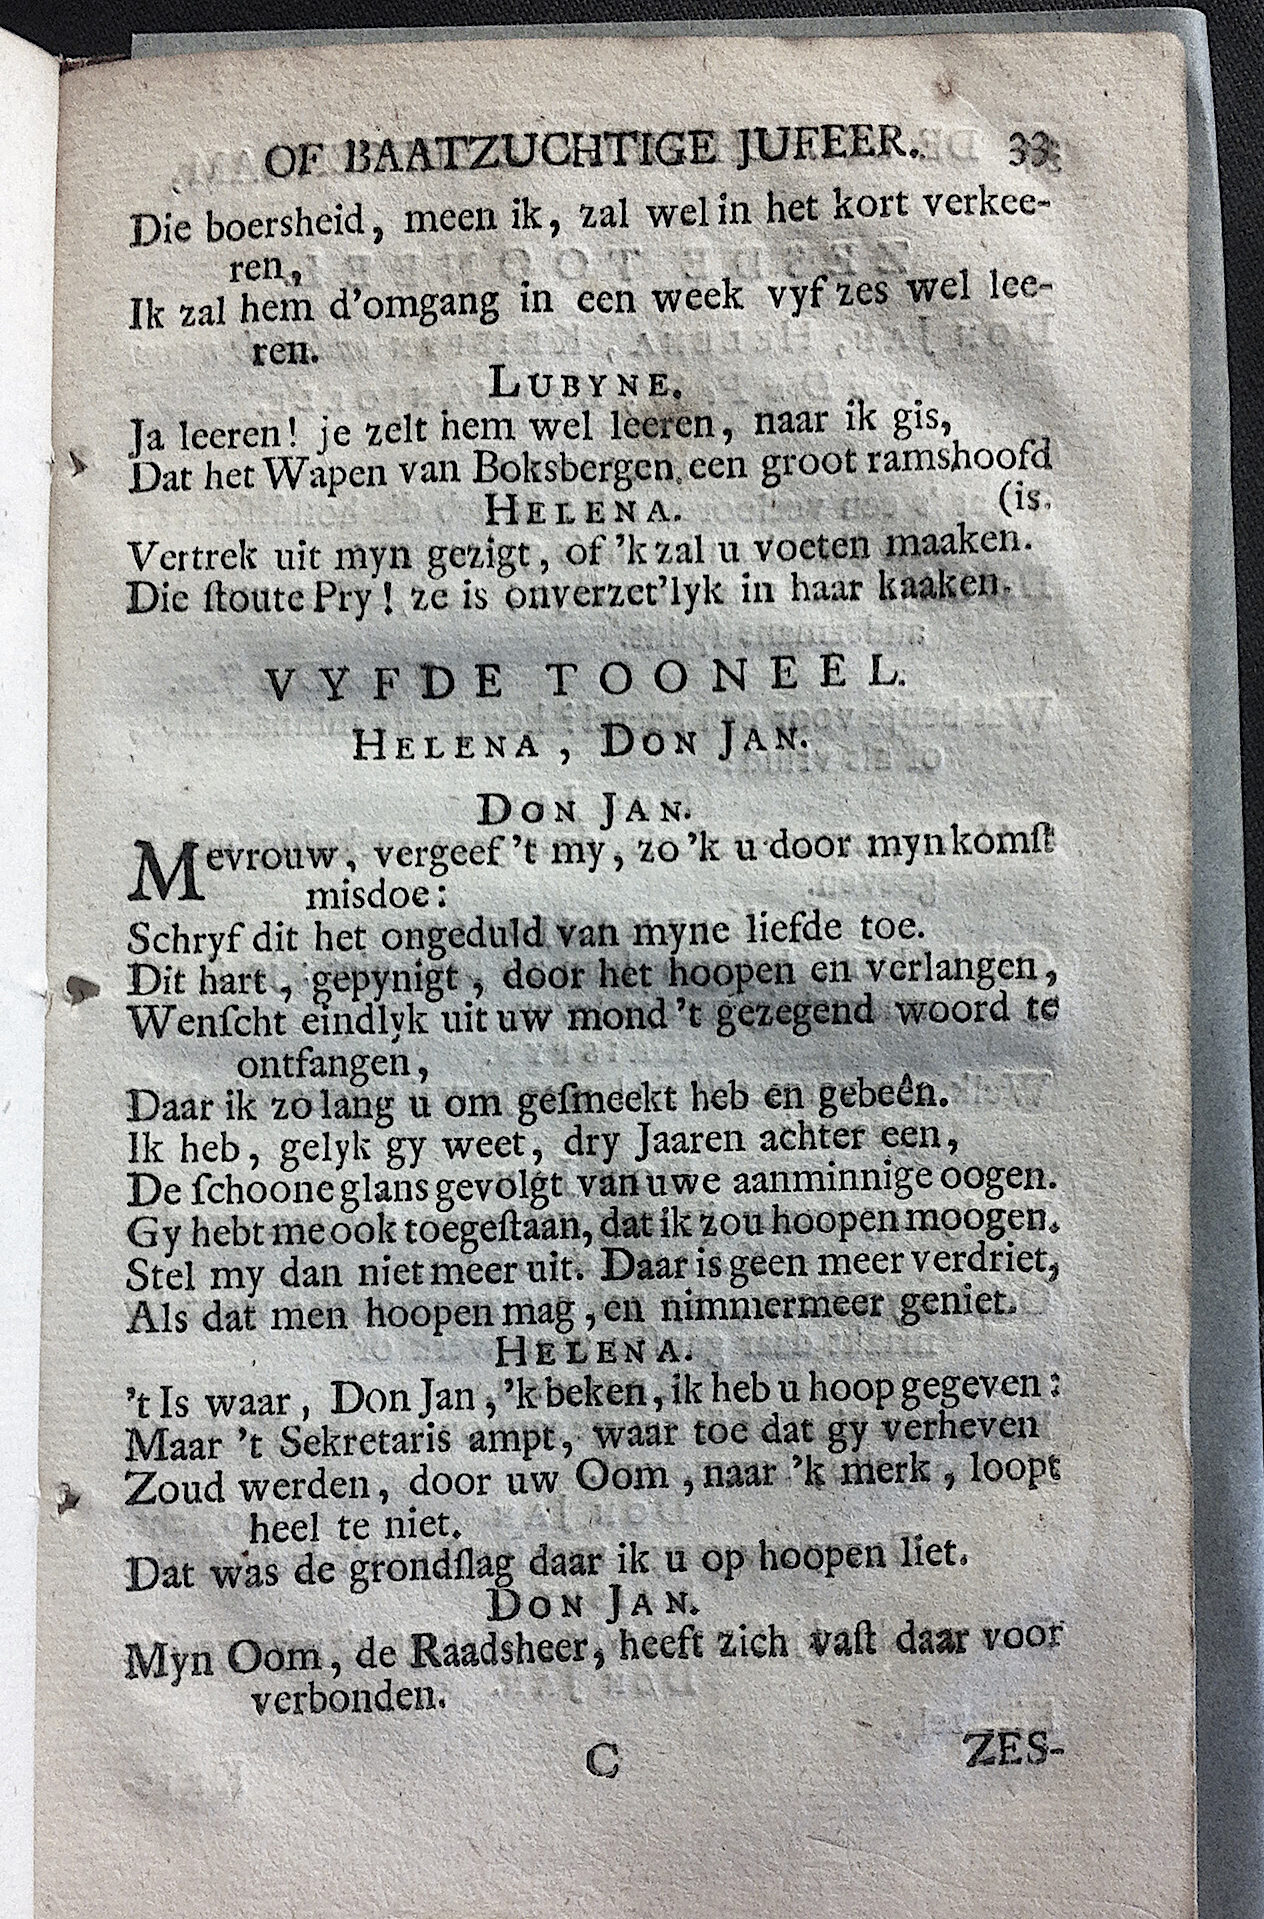 OF BAATZUCHTIGE JUFEER. 33
Die boersheid, meen ik, zal wel in het kort verkee-
ren,
Ik zal hem d'omgang in een week vyf zes wel lee-
ren.
LUBYNE.
Ja leeren! je zelt hem wel leeren, naar ik gis,
Dat het Wapen van Boksbergen een groot ramshoofd
HELENA. (is.
Vertrek uit myn gezigt, of 'k zal u voeten maaken.
Die ſtoute Pry! ze is onverzet'lyk in haar kaaken.
VYFDE TOONEEL.
HELENA, DON JAN.
DON JAN.
Mevrouw, vergeef 't my, zo 'k u door myn komſt
misdoe:
Schryf dit het ongeduld van myne liefde toe.
Dit hart, gepynigt, door het hoopen en verlangen,
Wenſcht eindlyk uit uw mond 't gezegend woord te
ontfangen,
Daar ik zo lang u om geſmeekt heb en gebeên.
Ik heb, gelyk gy weet, dry Jaaren achter een,
De ſchoone glans gevolgt van uwe aanminnige oogen.
Gy hebt me ook toegeſtaan, dat ik zou hoopen moogen.
Stel my dan niet meer uit. Daar is geen meer verdriet,
Als dat men hoopen mag, en nimmermeer geniet.
HELENA.
't Is waar, Don Jan, 'k beken, ik heb u hoop gegeven:
Maar 't Sekretaris ampt, waar toe dat gy verheven
Zoud werden, door uw Oom, naar 'k merk, loopt
heel te niet.
Dat was de grondſlag daar ik u op hoopen liet.
DON JAN.
Myn Oom, de Raadsheer, heeft zich vaſt daar voor
verbonden.
C ZES-